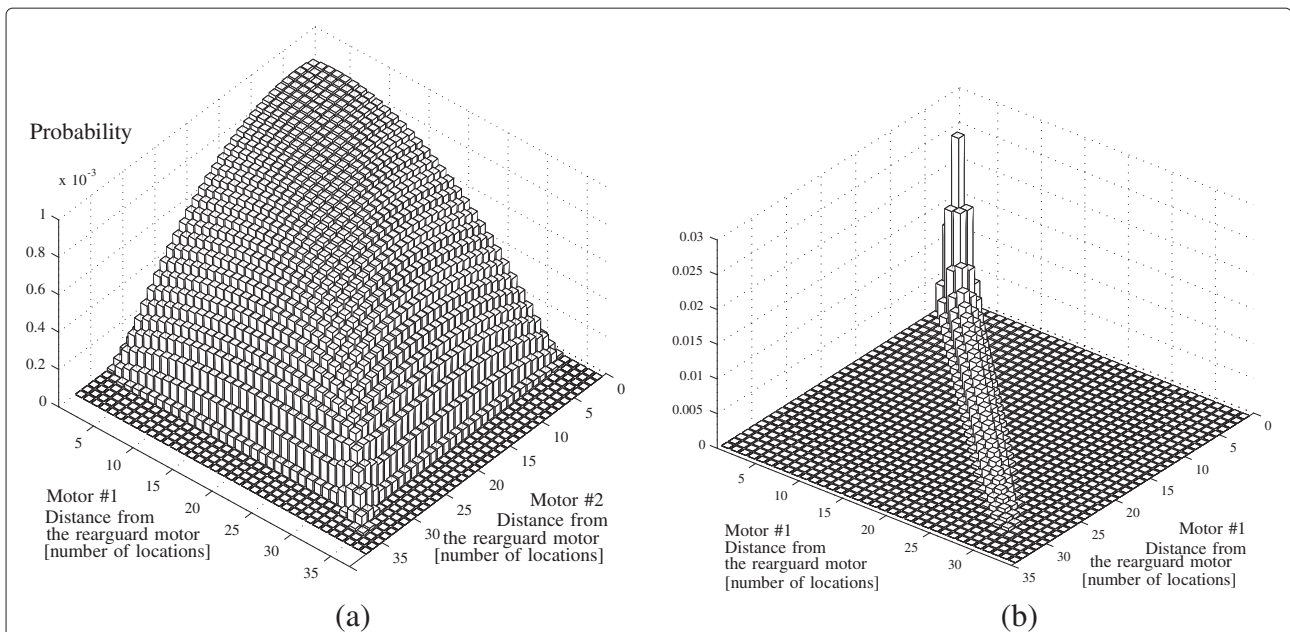 Probability
x 10⁻³
1
0.8
0.6
0.4
0.2
0
5
10
15
20
25
30
35
0
5
10
15
20
25
30
35
Motor #1
Distance from
the rearguard motor
[number of locations]
Motor #2
Distance from
the rearguard motor
[number of locations]
(a)
0.03
0.025
0.02
0.015
0.01
0.005
0
5
10
15
20
25
30
0
5
10
15
20
25
30
35
Motor #1
Distance from
the rearguard motor
[number of locations]
Motor #1
Distance from
the rearguard motor
[number of locations]
(b)